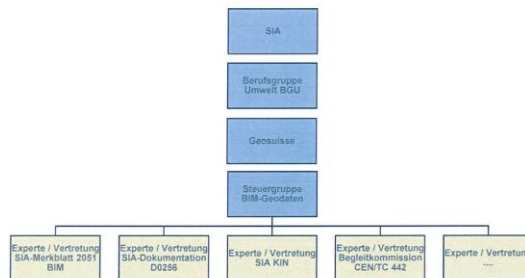 SIA
Berufsgruppe
Umwelt BGU
Geosuisse
Steuergruppe
BIM-Geodaten
Experte / Vertretung
SIA-Merkblatt 2051
BIM
Experte / Vertretung
SIA-Dokumentation
D0256
Experte / Vertretung
SIA KIN
Experte / Vertretung
Begleitkommission
CEN/TC 442
Experte / Vertretung
....